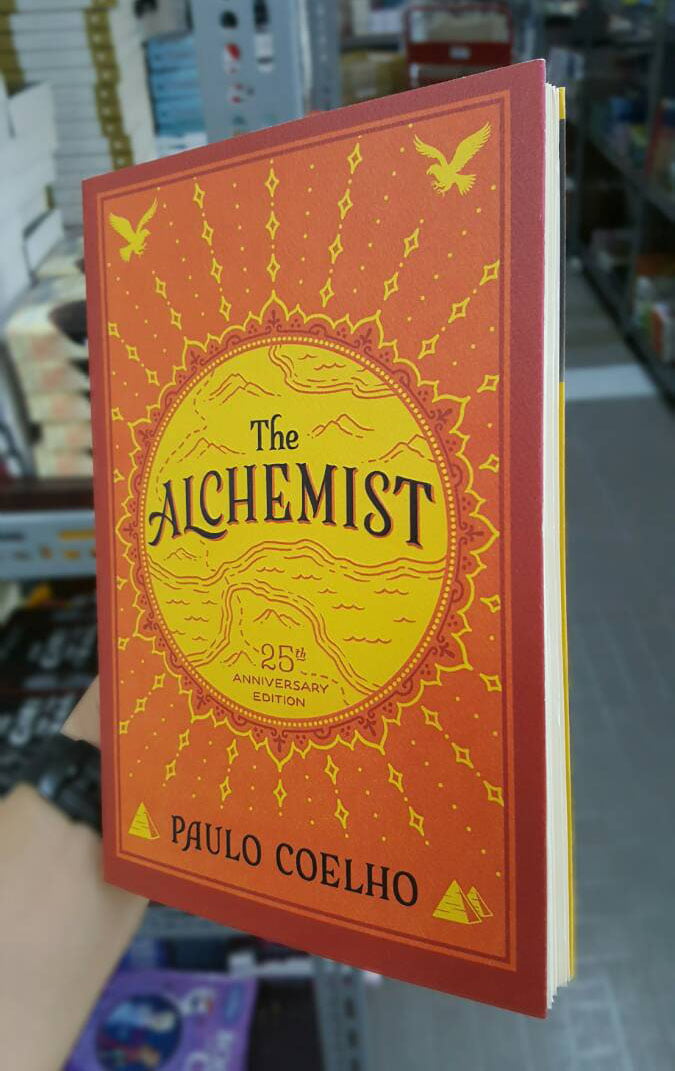 The
ALCHEMIST
25th
ANNIVERSARY
EDITION
PAULO COELHO